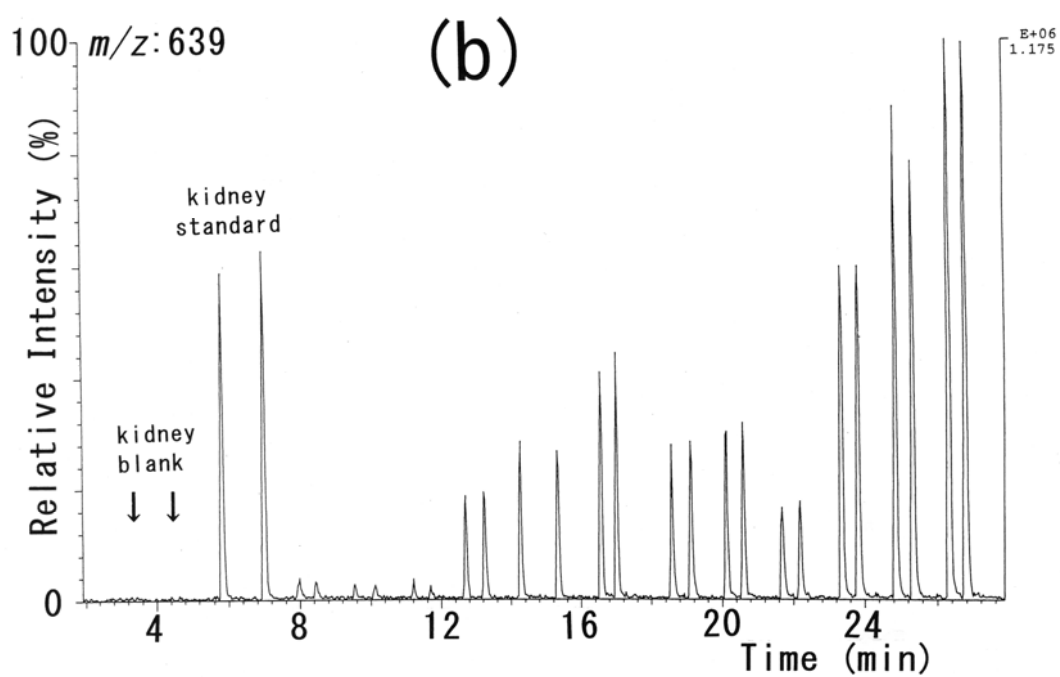 100 m/z:639
(b)
E+06
1.175
Relative Intensity (%)
kidney
standard
kidney
blank
↓ ↓
0
4 8 12 16 20 24
Time (min)